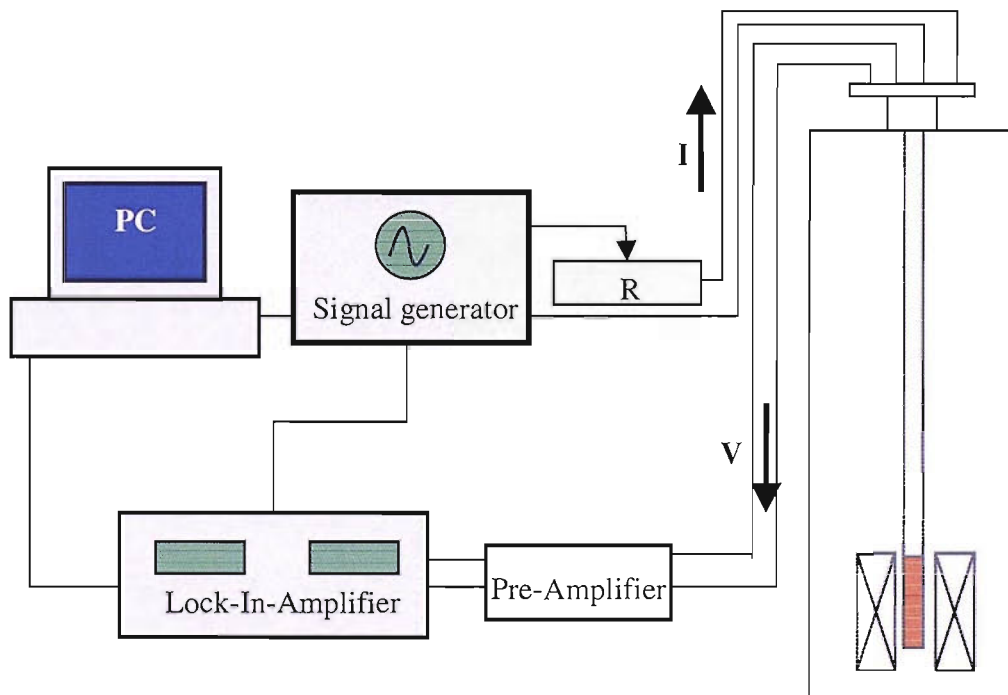 I
PC
R
Signal generator
V
Lock-In-Amplifier
Pre-Amplifier